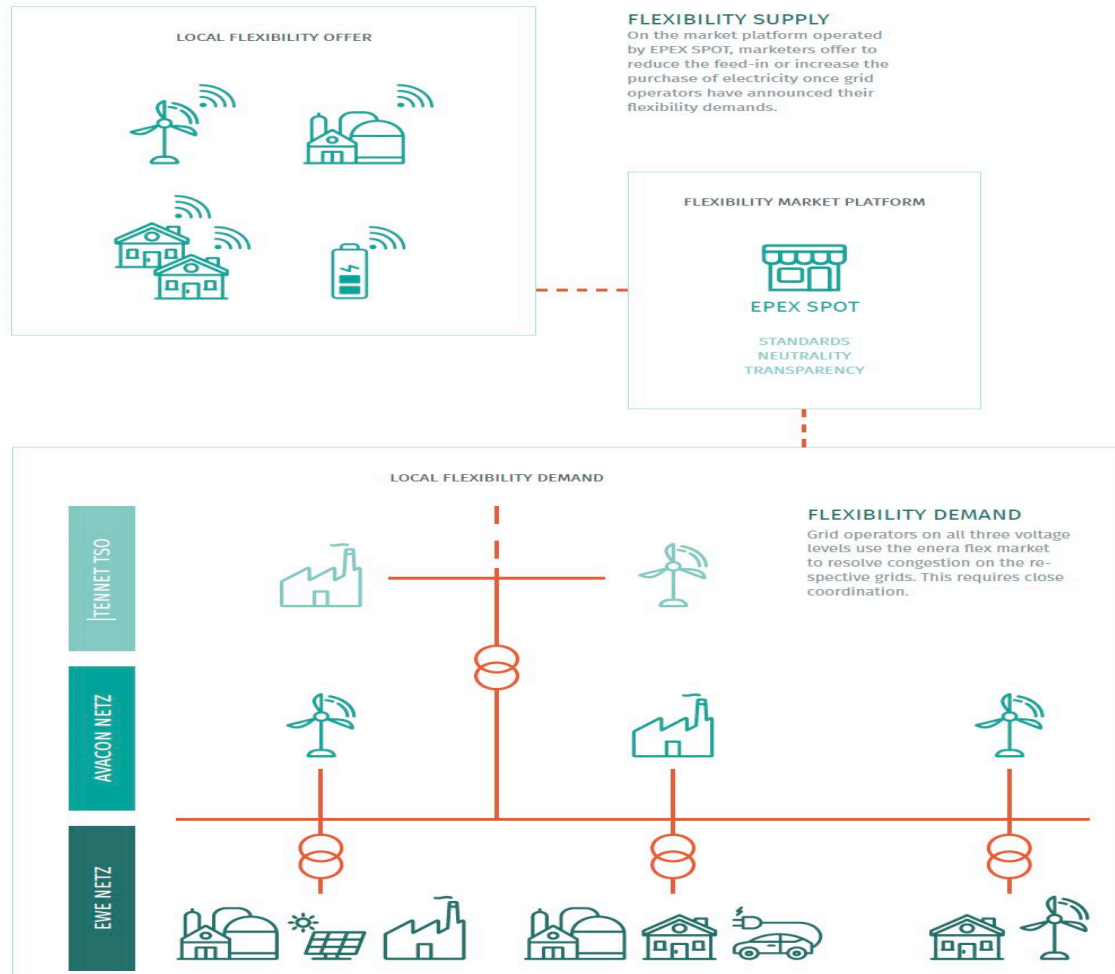 LOCAL FLEXIBILITY OFFER
FLEXIBILITY SUPPLY
On the market platform operated
by EPEX SPOT, marketers offer to
reduce the feed-in or increase the
purchase of electricity once grid
operators have announced their
flexibility demands.
FLEXIBILITY MARKET PLATFORM
EPEX SPOT
STANDARDS
NEUTRALITY
TRANSPARENCY
LOCAL FLEXIBILITY DEMAND
FLEXIBILITY DEMAND
Grid operators on all three voltage
levels use the enera flex market
to resolve congestion on the re-
spective grids. This requires close
coordination.
TENNET TSO
AVACON NETZ
EWE NETZ